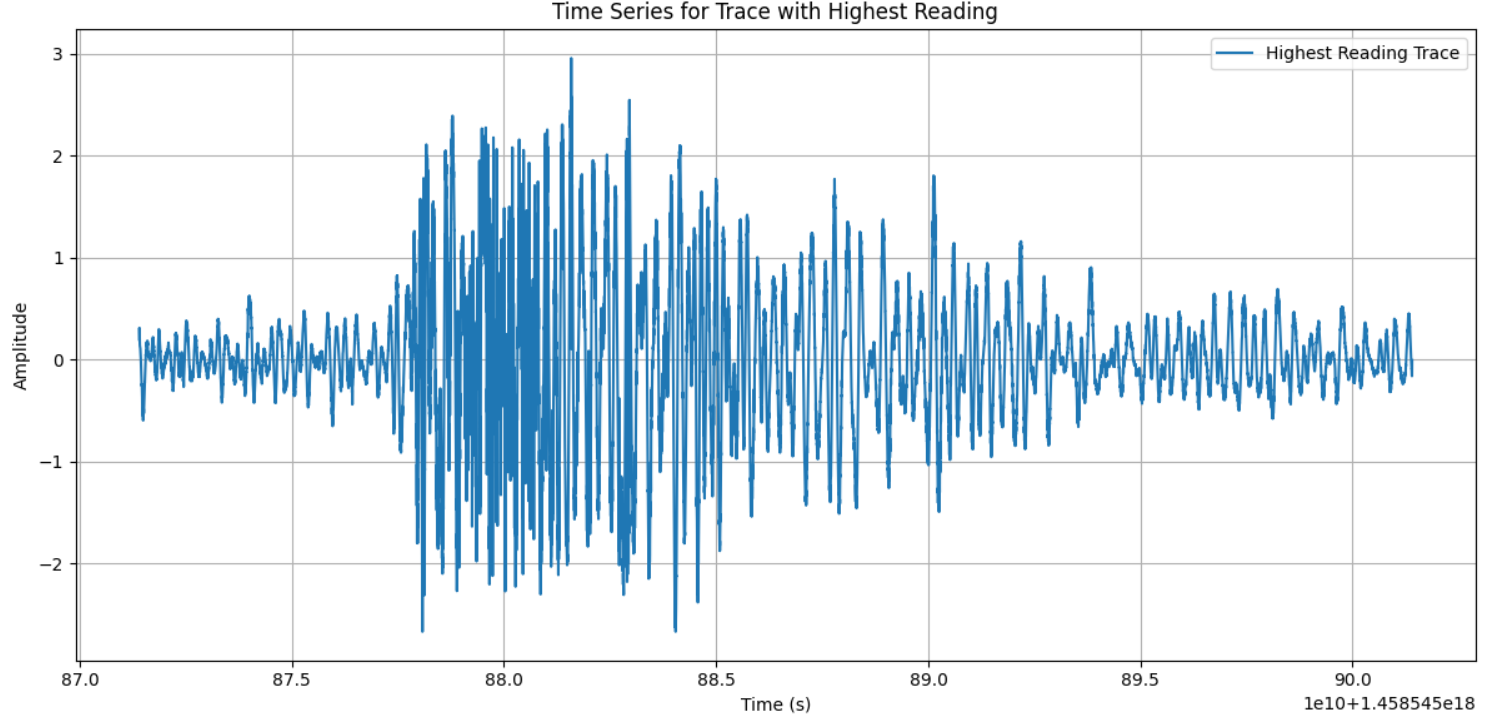 Time Series for Trace with Highest Reading
Highest Reading Trace
3
2
1
0
−1
−2
Amplitude
87.0 87.5 88.0 88.5 89.0 89.5 90.0
Time (s)
1e10+1.458545e18